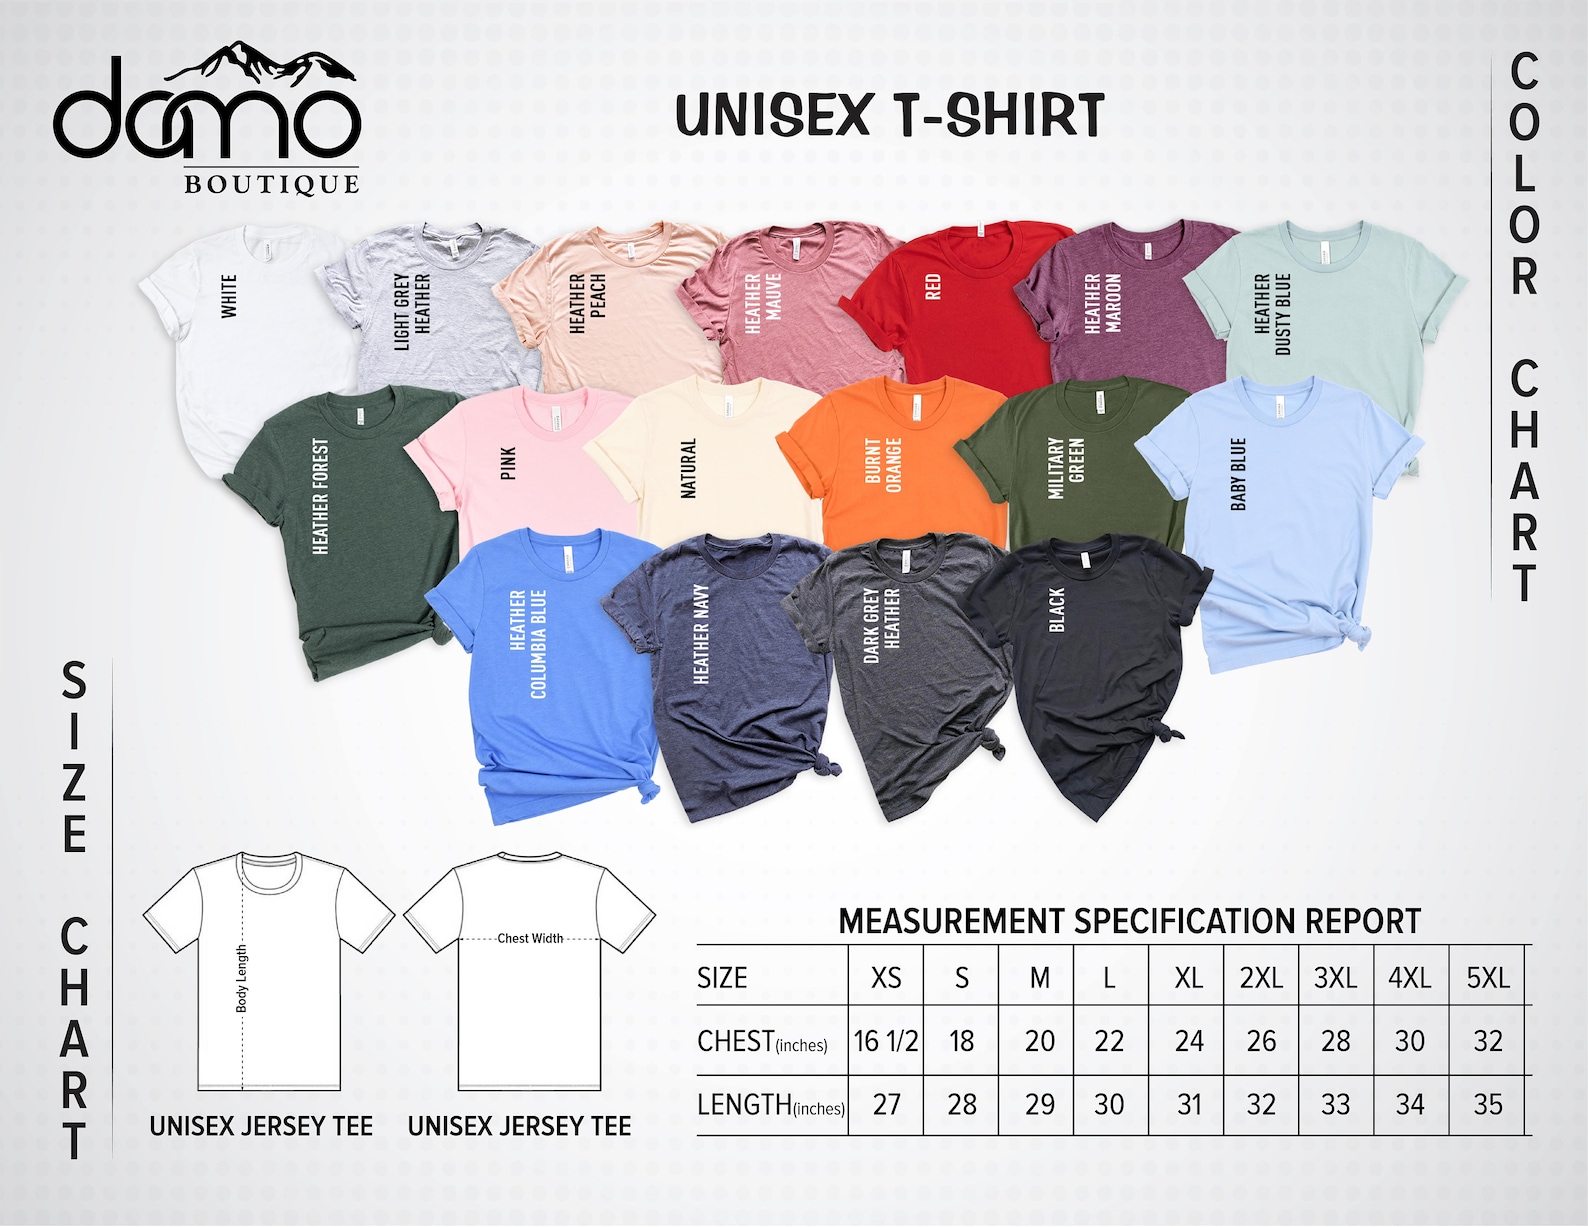 damo
BOUTIQUE
UNISEX T-SHIRT
COLOR CHART
WHITE
LIGHT GREY
HEATHER
HEATHER
PEACH
HEATHER
MAUVE
RED
HEATHER
MAROON
HEATHER
DUSTY BLUE
HEATHER FOREST
PINK
NATURAL
BURNT
ORANGE
MILITARY
GREEN
BABY BLUE
HEATHER
COLUMBIA BLUE
HEATHER NAVY
DARK GREY
HEATHER
BLACK
SIZE CHART
Body Length
Chest Width
UNISEX JERSEY TEE
UNISEX JERSEY TEE
MEASUREMENT SPECIFICATION REPORT
SIZE XS S M L XL 2XL 3XL 4XL 5XL
CHEST(inches) 16 1/2 18 20 22 24 26 28 30 32
LENGTH(inches) 27 28 29 30 31 32 33 34 35